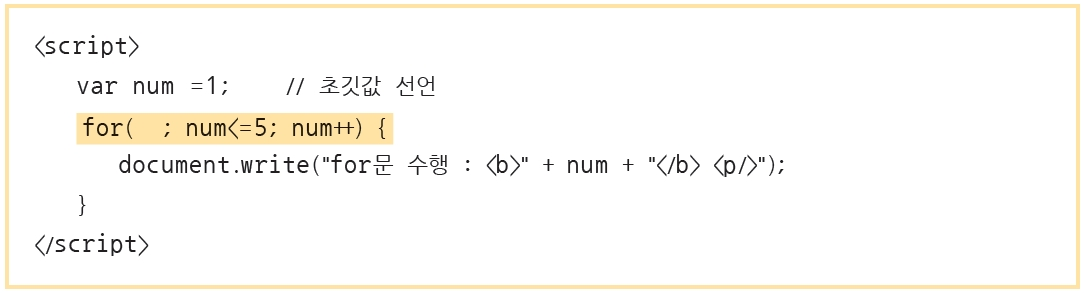 <script>
var num =1; // 초깃값 선언
for( ; num<=5; num++) {
document.write("for문 수행 : <b>" + num + "</b> <p/>");
}
</script>